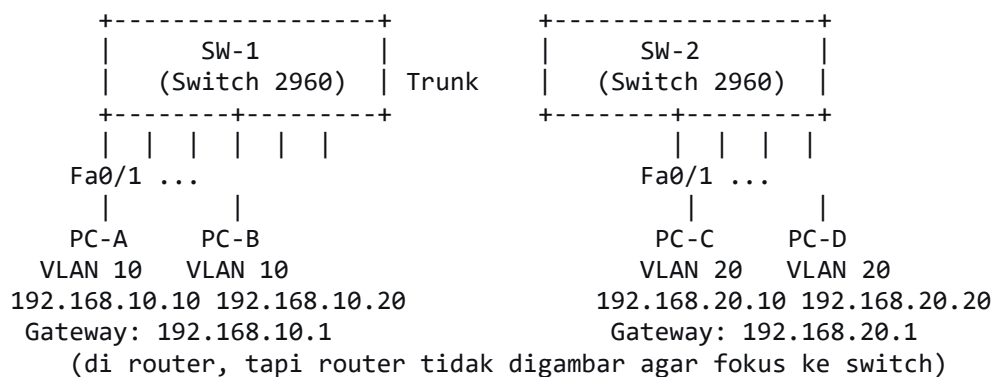 +------------------+ +------------------+
| SW-1 | | SW-2 |
| (Switch 2960) | Trunk | (Switch 2960) |
+--------+---------+ +--------+---------+
| | | | | | | | | |
Fa0/1 ... Fa0/1 ...
| | | |
PC-A PC-B PC-C PC-D
VLAN 10 VLAN 10 VLAN 20 VLAN 20
192.168.10.10 192.168.10.20 192.168.20.10 192.168.20.20
Gateway: 192.168.10.1 Gateway: 192.168.20.1
(di router, tapi router tidak digambar agar fokus ke switch)